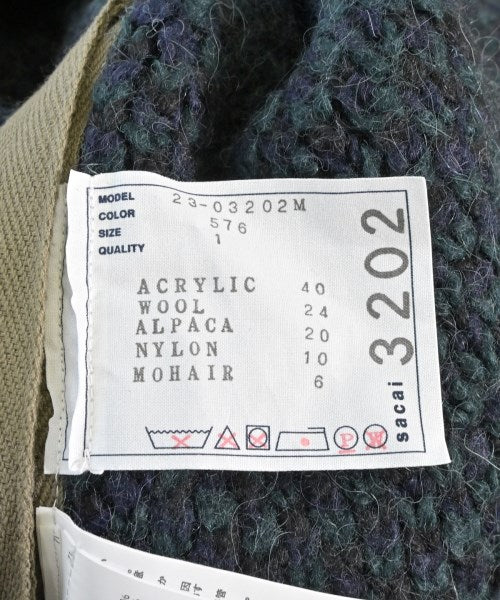 MODEL 23-03202M
COLOR 576
SIZE 1
QUALITY
ACRYLIC 40
WOOL 24
ALPACA 20
NYLON 10
MOHAIR 6
P W
sacai 3202